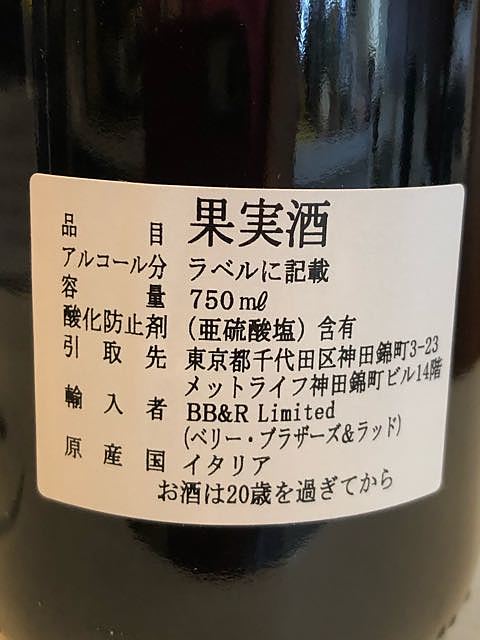 品目 果実酒
アルコール分 ラベルに記載
容量 750㎖
酸化防止剤 (亜硫酸塩) 含有
引取先 東京都千代田区神田錦町3-23
メットライフ神田錦町ビル14階
輸入者 BB&R Limited
(ベリー・ブラザーズ&ラッド)
原産国 イタリア
お酒は20歳を過ぎてから